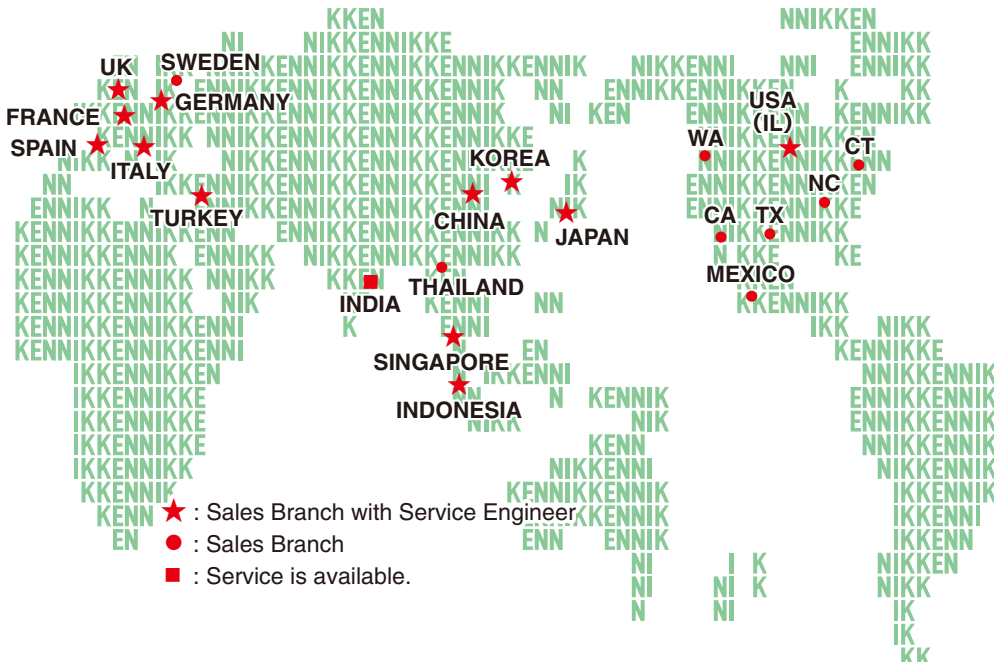 UK
SWEDEN
GERMANY
FRANCE
SPAIN
ITALY
TURKEY
KOREA
CHINA
JAPAN
INDIA
THAILAND
SINGAPORE
INDONESIA
USA
(IL)
WA
CT
NC
CA
TX
MEXICO
: Sales Branch with Service Engineer
: Sales Branch
: Service is available.